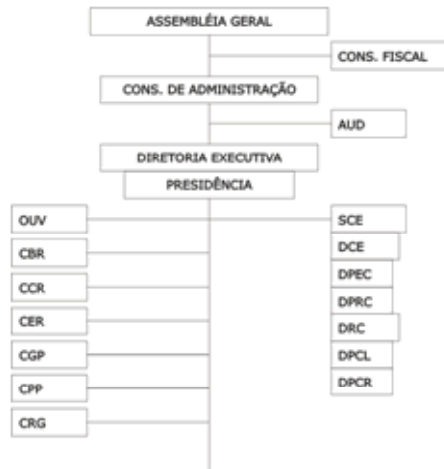 ASSEMBLÉIA GERAL
CONS. FISCAL
CONS. DE ADMINISTRAÇÃO
AUD
DIRETORIA EXECUTIVA
PRESIDÊNCIA
OUV
SCE
CBR
DCE
CCR
DPEC
CER
DPRC
CGP
DRC
CPP
DPCL
CRG
DPCR